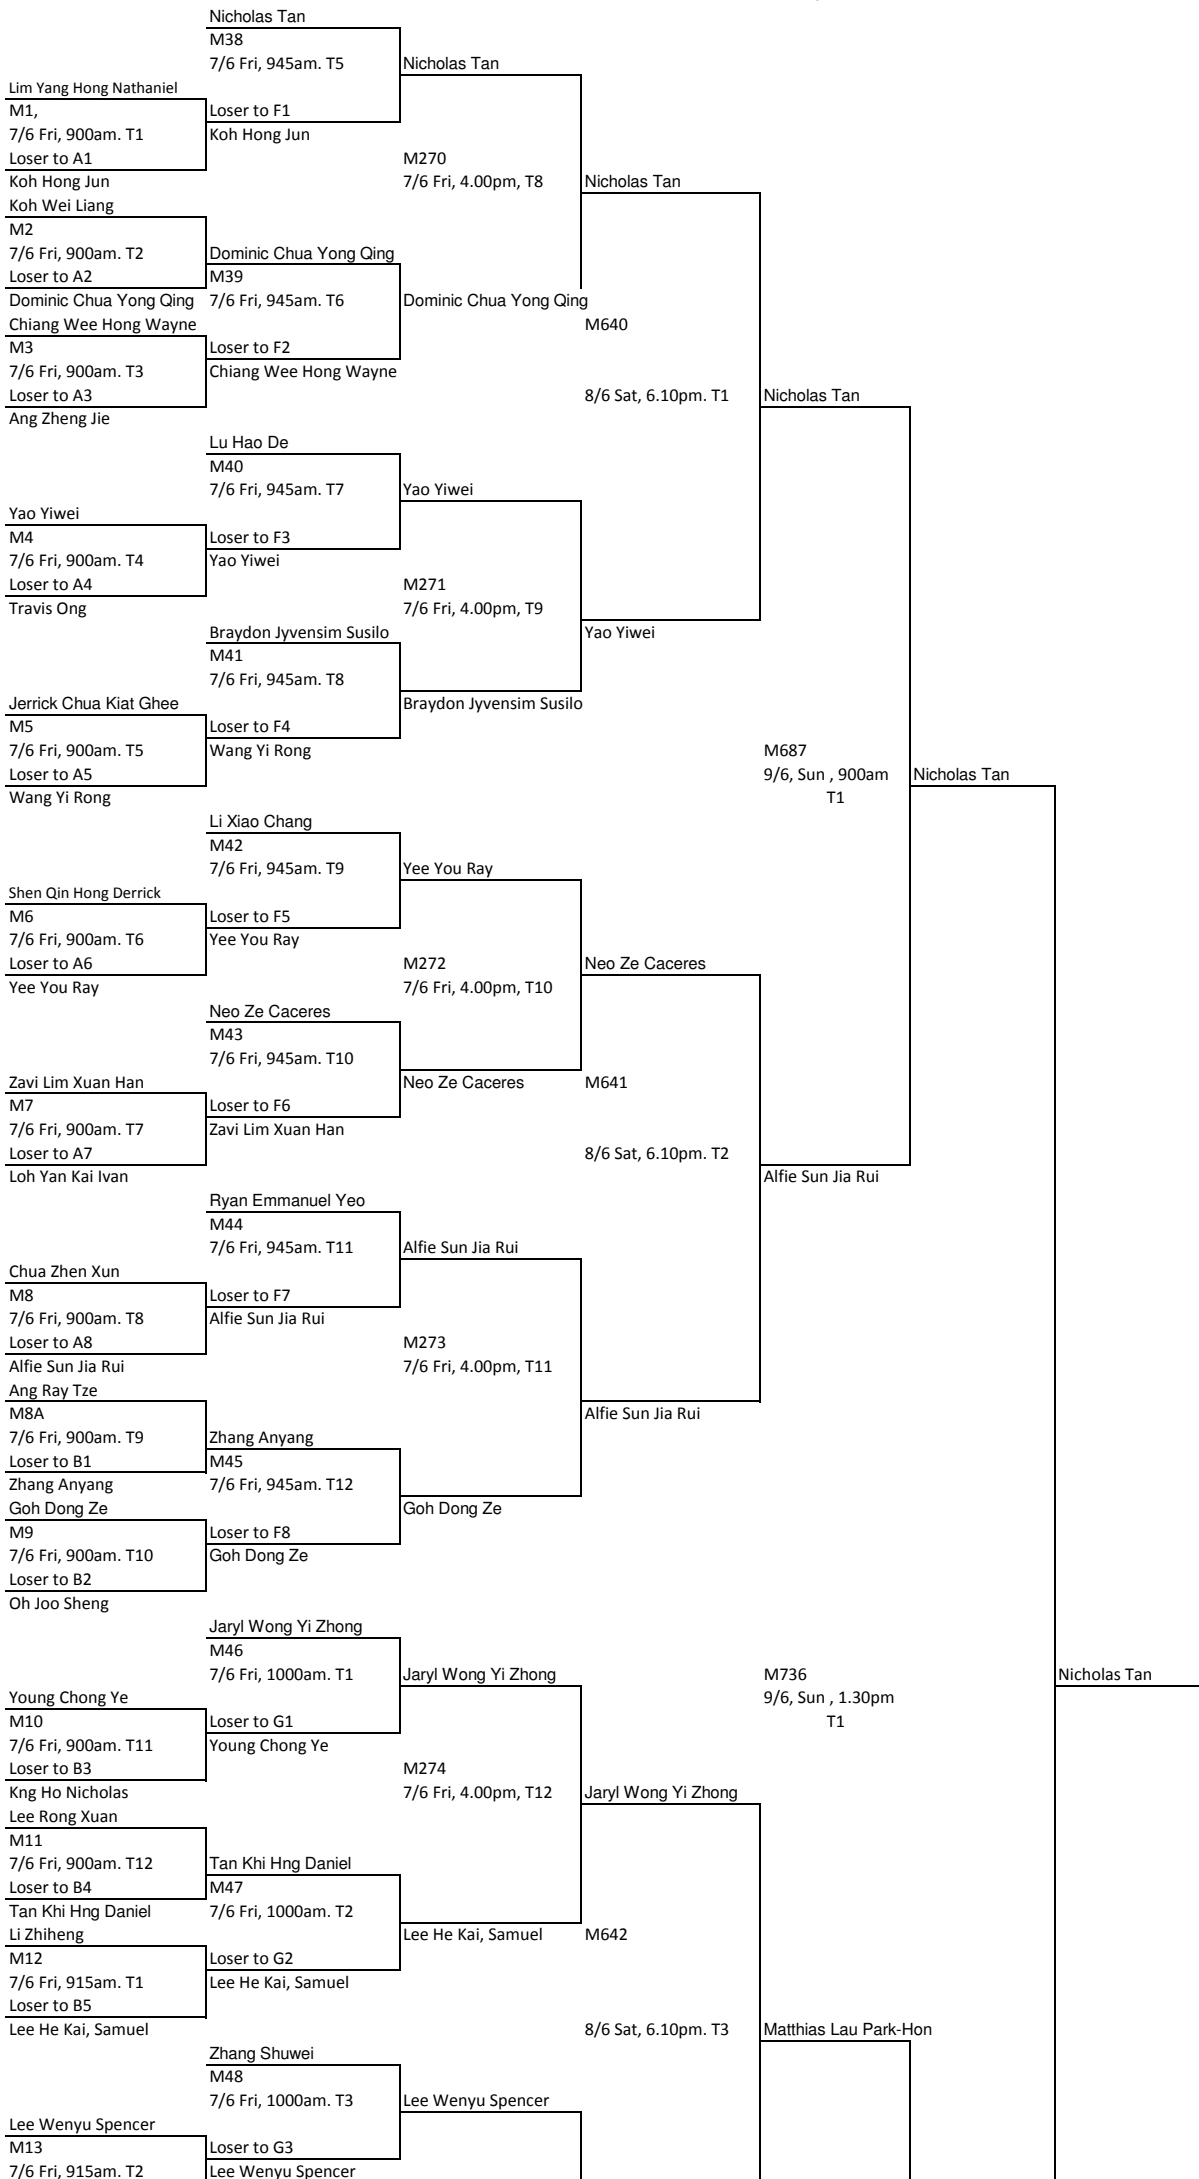 Nicholas Tan
M38
7/6 Fri, 945am. T5
Nicholas Tan
Lim Yang Hong Nathaniel
M1,
Loser to F1
7/6 Fri, 900am. T1
Koh Hong Jun
Loser to A1
M270
Koh Hong Jun
7/6 Fri, 4.00pm, T8
Nicholas Tan
Koh Wei Liang
M2
7/6 Fri, 900am. T2
Dominic Chua Yong Qing
Loser to A2
M39
Dominic Chua Yong Qing
7/6 Fri, 945am. T6
Dominic Chua Yong Qing
Chiang Wee Hong Wayne
M640
M3
Loser to F2
7/6 Fri, 900am. T3
Chiang Wee Hong Wayne
Loser to A3
8/6 Sat, 6.10pm. T1
Nicholas Tan
Ang Zheng Jie
Lu Hao De
M40
7/6 Fri, 945am. T7
Yao Yiwei
Yao Yiwei
M4
Loser to F3
7/6 Fri, 900am. T4
Yao Yiwei
Loser to A4
M271
Travis Ong
7/6 Fri, 4.00pm, T9
Braydon Jyvensim Susilo
Yao Yiwei
M41
7/6 Fri, 945am. T8
Jerrick Chua Kiat Ghee
Braydon Jyvensim Susilo
M5
Loser to F4
7/6 Fri, 900am. T5
Wang Yi Rong
M687
Loser to A5
9/6, Sun , 900am
Nicholas Tan
Wang Yi Rong
T1
Li Xiao Chang
M42
7/6 Fri, 945am. T9
Yee You Ray
Shen Qin Hong Derrick
M6
Loser to F5
7/6 Fri, 900am. T6
Yee You Ray
Loser to A6
M272
Neo Ze Caceres
Yee You Ray
7/6 Fri, 4.00pm, T10
Neo Ze Caceres
M43
7/6 Fri, 945am. T10
Zavi Lim Xuan Han
Neo Ze Caceres
M641
M7
Loser to F6
7/6 Fri, 900am. T7
Zavi Lim Xuan Han
Loser to A7
8/6 Sat, 6.10pm. T2
Loh Yan Kai Ivan
Alfie Sun Jia Rui
Ryan Emmanuel Yeo
M44
7/6 Fri, 945am. T11
Alfie Sun Jia Rui
Chua Zhen Xun
M8
Loser to F7
7/6 Fri, 900am. T8
Alfie Sun Jia Rui
Loser to A8
M273
Alfie Sun Jia Rui
7/6 Fri, 4.00pm, T11
Ang Ray Tze
M8A
Alfie Sun Jia Rui
7/6 Fri, 900am. T9
Zhang Anyang
Loser to B1
M45
Zhang Anyang
7/6 Fri, 945am. T12
Goh Dong Ze
Goh Dong Ze
M9
Loser to F8
7/6 Fri, 900am. T10
Goh Dong Ze
Loser to B2
Oh Joo Sheng
Jaryl Wong Yi Zhong
M46
7/6 Fri, 1000am. T1
Jaryl Wong Yi Zhong
M736
Nicholas Tan
Young Chong Ye
9/6, Sun , 1.30pm
M10
Loser to G1
T1
7/6 Fri, 900am. T11
Young Chong Ye
Loser to B3
M274
Kng Ho Nicholas
7/6 Fri, 4.00pm, T12
Jaryl Wong Yi Zhong
Lee Rong Xuan
M11
7/6 Fri, 900am. T12
Tan Khi Hng Daniel
Loser to B4
M47
Tan Khi Hng Daniel
7/6 Fri, 1000am. T2
Li Zhiheng
Lee He Kai, Samuel
M642
M12
Loser to G2
7/6 Fri, 915am. T1
Lee He Kai, Samuel
Loser to B5
Lee He Kai, Samuel
8/6 Sat, 6.10pm. T3
Matthias Lau Park-Hon
Zhang Shuwei
M48
7/6 Fri, 1000am. T3
Lee Wenyu Spencer
Lee Wenyu Spencer
M13
Loser to G3
7/6 Fri, 915am. T2
Lee Wenyu Spencer